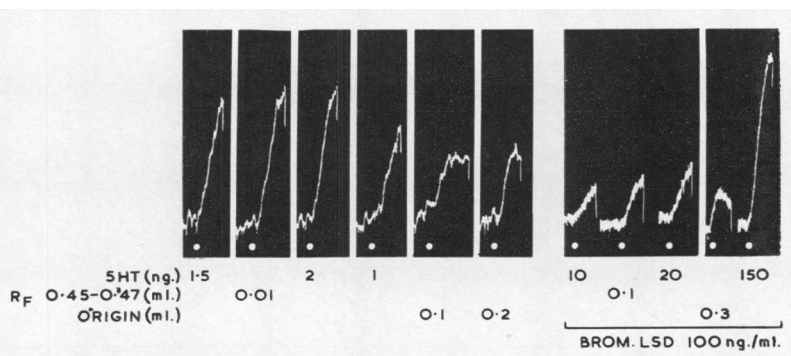 5HT (ng.) 1·5 2 1 10 20 150
RF 0·45-0·47 (ml.) 0·01 0·1
ORIGIN (ml.) 0·1 0·2 0·3
BROM. LSD 100 ng./ml.